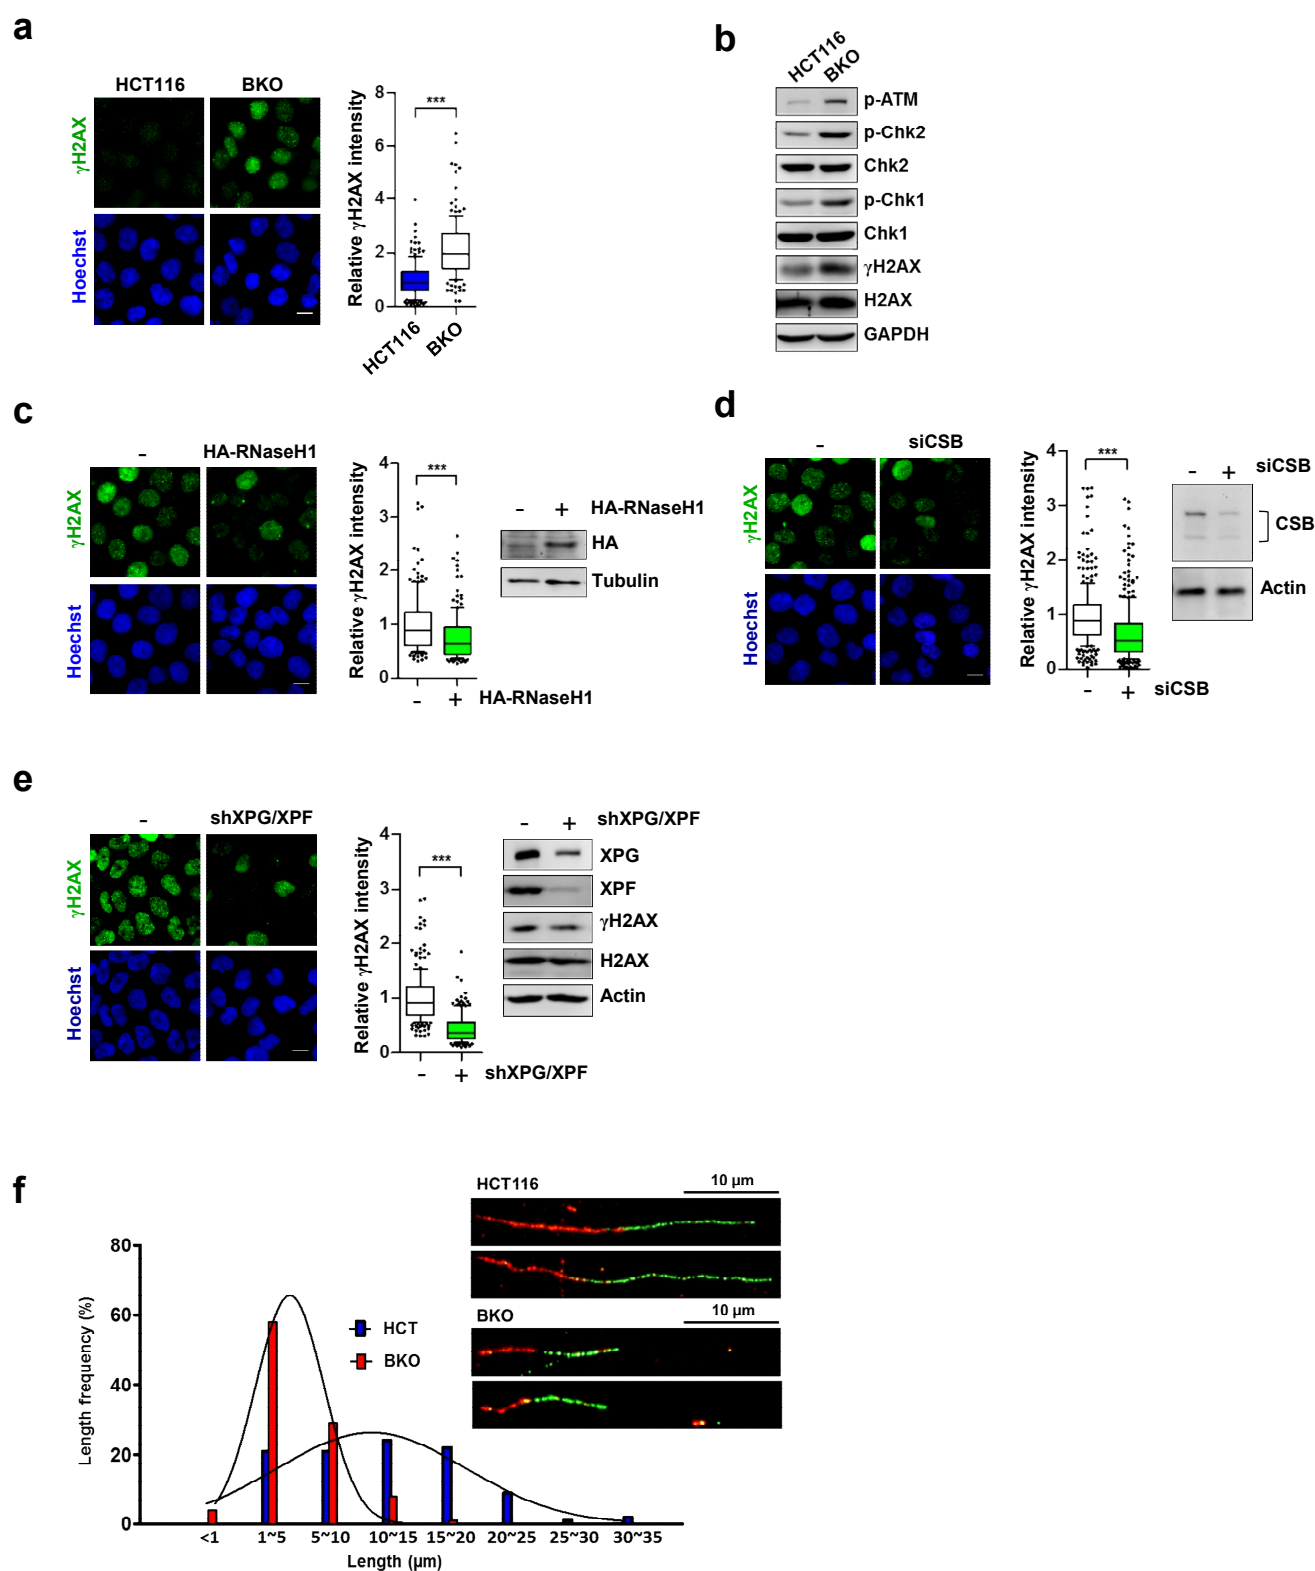 a
HCT116 BKO
γH2AX
Hoechst
Relative γH2AX intensity
8
6
4
2
0
***
HCT116
BKO
b
HCT116
BKO
p-ATM
p-Chk2
Chk2
p-Chk1
Chk1
γH2AX
H2AX
GAPDH
c
- HA-RNaseH1
γH2AX
Hoechst
Relative γH2AX intensity
4
3
2
1
0
***
- + HA-RNaseH1
- + HA-RNaseH1
HA
Tubulin
d
- siCSB
γH2AX
Hoechst
Relative γH2AX intensity
4
3
2
1
0
***
- + siCSB
- + siCSB
CSB
Actin
e
- shXPG/XPF
γH2AX
Hoechst
Relative γH2AX intensity
4
3
2
1
0
***
- + shXPG/XPF
- + shXPG/XPF
XPG
XPF
γH2AX
H2AX
Actin
f
HCT116 10 µm
BKO 10 µm
Length frequency (%)
80
60
40
20
0
HCT
BKO
<1 1~5 5~10 10~15 15~20 20~25 25~30 30~35
Length (µm)